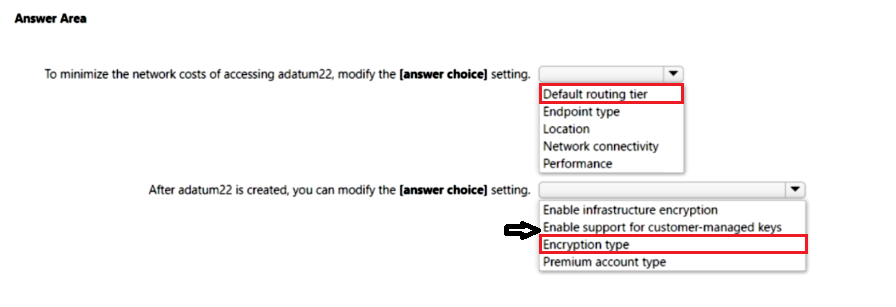 Answer Area
To minimize the network costs of accessing adatum22, modify the [answer choice] setting.
Default routing tier
Endpoint type
Location
Network connectivity
Performance
After adatum22 is created, you can modify the [answer choice] setting.
Enable infrastructure encryption
Enable support for customer-managed keys
Encryption type
Premium account type